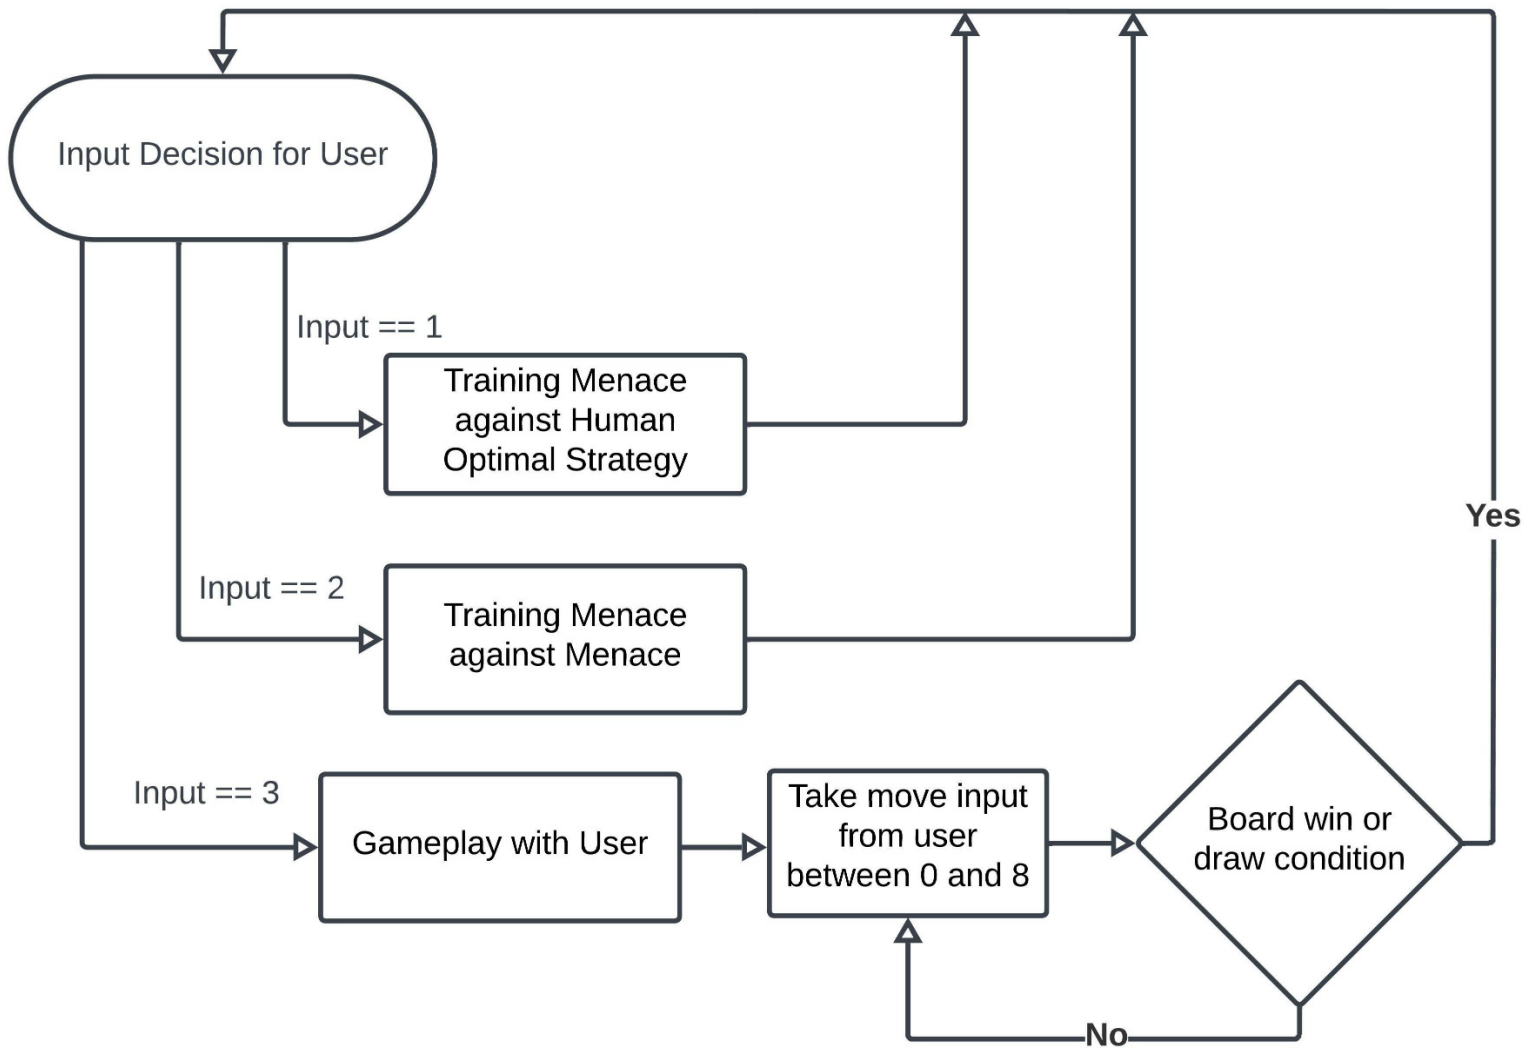 Input Decision for User
Input == 1
Training Menace
against Human
Optimal Strategy
Yes
Input == 2
Training Menace
against Menace
Input == 3
Gameplay with User
Take move input
from user
between 0 and 8
Board win or
draw condition
No